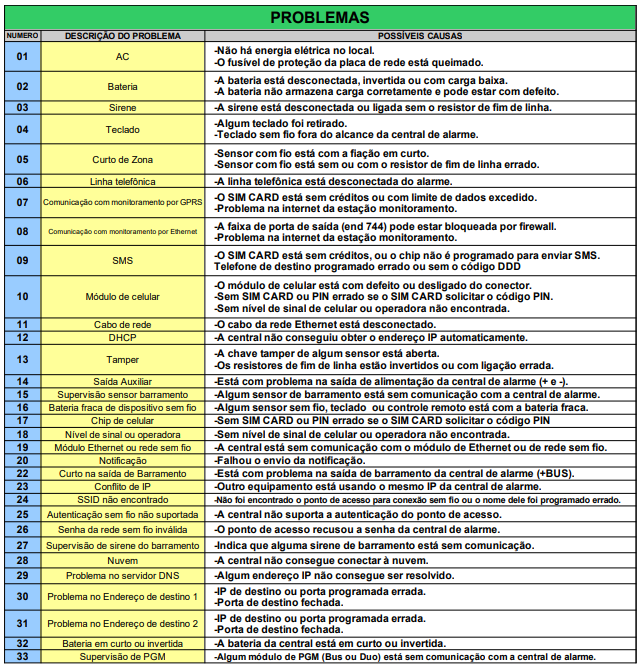 PROBLEMAS
NUMERO DESCRIÇÃO DO PROBLEMA POSSÍVEIS CAUSAS
01 AC -Não há energia elétrica no local.
-O fusível de proteção da placa de rede está queimado.
02 Bateria -A bateria está desconectada, invertida ou com carga baixa.
-A bateria não armazena carga corretamente e pode estar com defeito.
03 Sirene -A sirene está desconectada ou ligada sem o resistor de fim de linha.
04 Teclado -Algum teclado foi retirado.
-Teclado sem fio fora do alcance da central de alarme.
05 Curto de Zona -Sensor com fio está com a fiação em curto.
-Sensor com fio está sem ou com o resistor de fim de linha errado.
06 Linha telefônica -A linha telefônica está desconectada do alarme.
07 Comunicação com monitoramento por GPRS -O SIM CARD está sem créditos ou com limite de dados excedido.
-Problema na internet da estação monitoramento.
08 Comunicação com monitoramento por Ethernet -A faixa de porta de saída (end 744) pode estar bloqueada por firewall.
-Problema na internet da estação monitoramento.
09 SMS -O SIM CARD está sem créditos, ou o chip não é programado para enviar SMS.
Telefone de destino programado errado ou sem o código DDD
10 Módulo de celular -O módulo de celular está com defeito ou desligado do conector.
-Sem SIM CARD ou PIN errado se o SIM CARD solicitar o código PIN.
-Sem nível de sinal de celular ou operadora não encontrada.
11 Cabo de rede -O cabo da rede Ethernet está desconectado.
12 DHCP -A central não conseguiu obter o endereço IP automaticamente.
13 Tamper -A chave tamper de algum sensor está aberta.
-Os resistores de fim de linha estão invertidos ou com ligação errada.
14 Saída Auxiliar -Está com problema na saída de alimentação da central de alarme (+ e -).
15 Supervisão sensor barramento -Algum sensor de barramento está sem comunicação com a central de alarme.
16 Bateria fraca de dispositivo sem fio -Algum sensor sem fio, teclado ou controle remoto está com a bateria fraca.
17 Chip de celular -Sem SIM CARD ou PIN errado se o SIM CARD solicitar o código PIN
18 Nível de sinal ou operadora -Sem nível de sinal de celular ou operadora não encontrada.
19 Módulo Ethernet ou rede sem fio -A central está sem comunicação com o módulo de Ethernet ou de rede sem fio.
20 Notificação -Falhou o envio da notificação.
22 Curto na saída de Barramento -Está com problema na saída de barramento da central de alarme (+BUS).
23 Conflito de IP -Outro equipamento está usando o mesmo IP da central de alarme.
24 SSID não encontrado -Não foi encontrado o ponto de acesso para conexão sem fio ou o nome dele foi programado errado.
25 Autenticação sem fio não suportada -A central não suporta a autenticação do ponto de acesso.
26 Senha da rede sem fio inválida -O ponto de acesso recusou a senha da central de alarme.
27 Supervisão de sirene do barramento -Indica que alguma sirene de barramento está sem comunicação.
28 Nuvem -A central não consegue conectar à nuvem.
29 Problema no servidor DNS -Algum endereço IP não consegue ser resolvido.
30 Problema no Endereço de destino 1 -IP de destino ou porta programada errada.
-Porta de destino fechada.
31 Problema no Endereço de destino 2 -IP de destino ou porta programada errada.
-Porta de destino fechada.
32 Bateria em curto ou invertida -A bateria da central está em curto ou invertida.
33 Supervisão de PGM -Algum módulo de PGM (Bus ou Duo) está sem comunicação com a central de alarme.